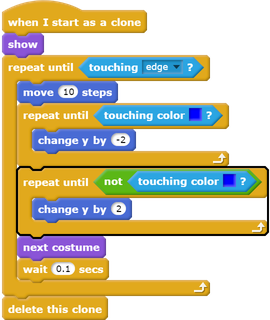 when I start as a clone
show
repeat until touching edge ?
move 10 steps
repeat until touching color ?
change y by -2
repeat until not touching color ?
change y by 2
next costume
wait 0.1 secs
delete this clone